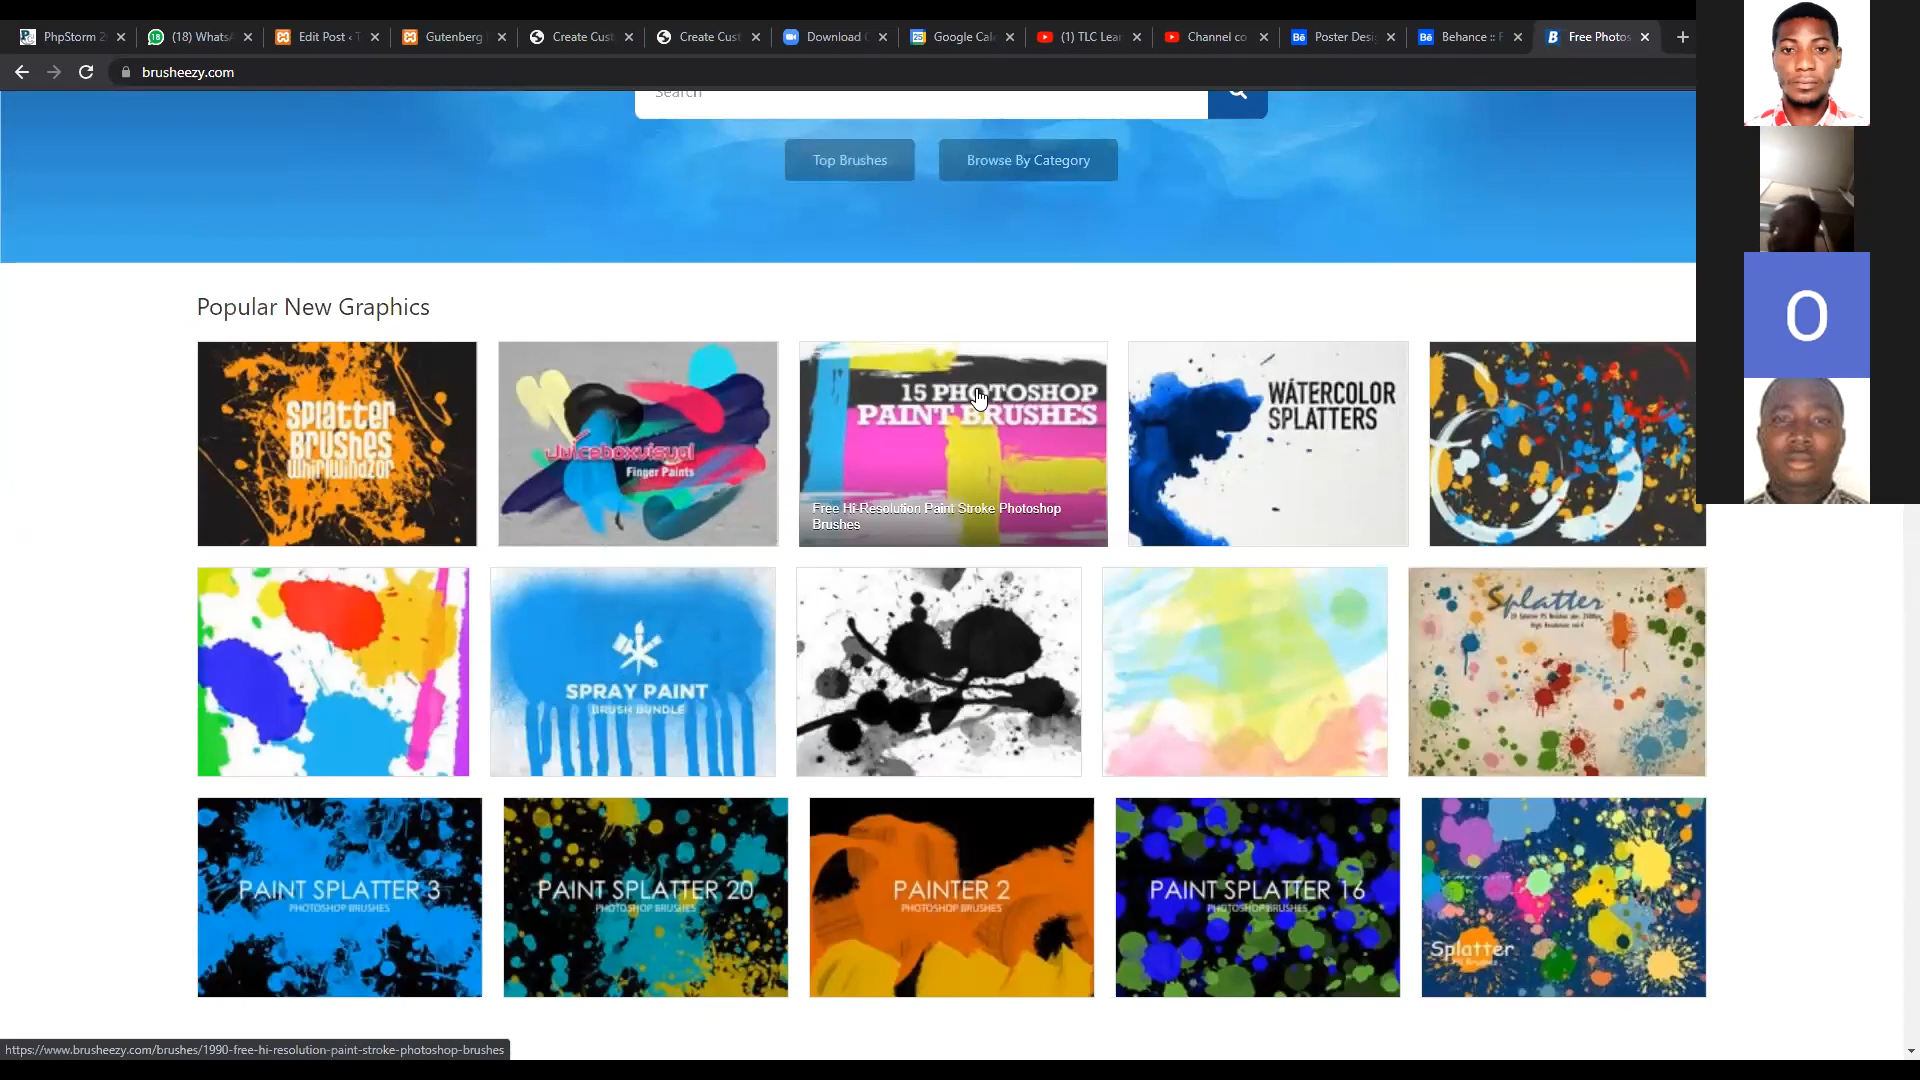 PhpStorm 2
(18) Whats
Edit Post ‹ T
Gutenberg
Create Cust
Create Cust
Download
Google Cal
(1) TLC Lear
Channel co
Poster Desi
Behance :: F
Free Photos
brusheezy.com
Search
Top Brushes
Browse By Category
Popular New Graphics
Splatter
Brushes
Whirlwindzor
Juiceboxvisual
Finger Paints
15 PHOTOSHOP
PAINT BRUSHES
Free Hi-Resolution Paint Stroke Photoshop
Brushes
WATERCOLOR
SPLATTERS
O
SPRAY PAINT
BRUSH BUNDLE
Splatter
PAINT SPLATTER 3
PHOTOSHOP BRUSHES
PAINT SPLATTER 20
PHOTOSHOP BRUSHES
PAINTER 2
PHOTOSHOP BRUSHES
PAINT SPLATTER 16
PHOTOSHOP BRUSHES
Splatter
https://www.brusheezy.com/brushes/1990-free-hi-resolution-paint-stroke-photoshop-brushes